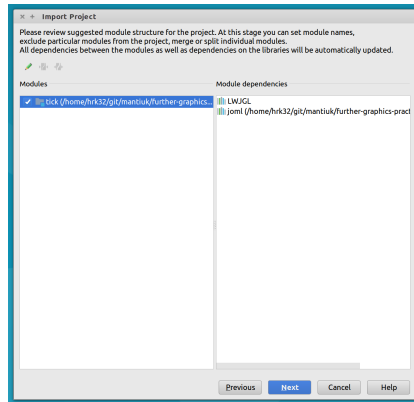 Import Project
Please review suggested module structure for the project. At this stage you can set module names,
exclude particular modules from the project, merge or split individual modules.
All dependencies between the modules as well as dependencies on the libraries will be automatically updated.
Modules
Module dependencies
tick (/home/hrk32/git/mantiuk/further-graphics...
LWJGL
joml (/home/hrk32/git/mantiuk/further-graphics-pract
Previous
Next
Cancel
Help